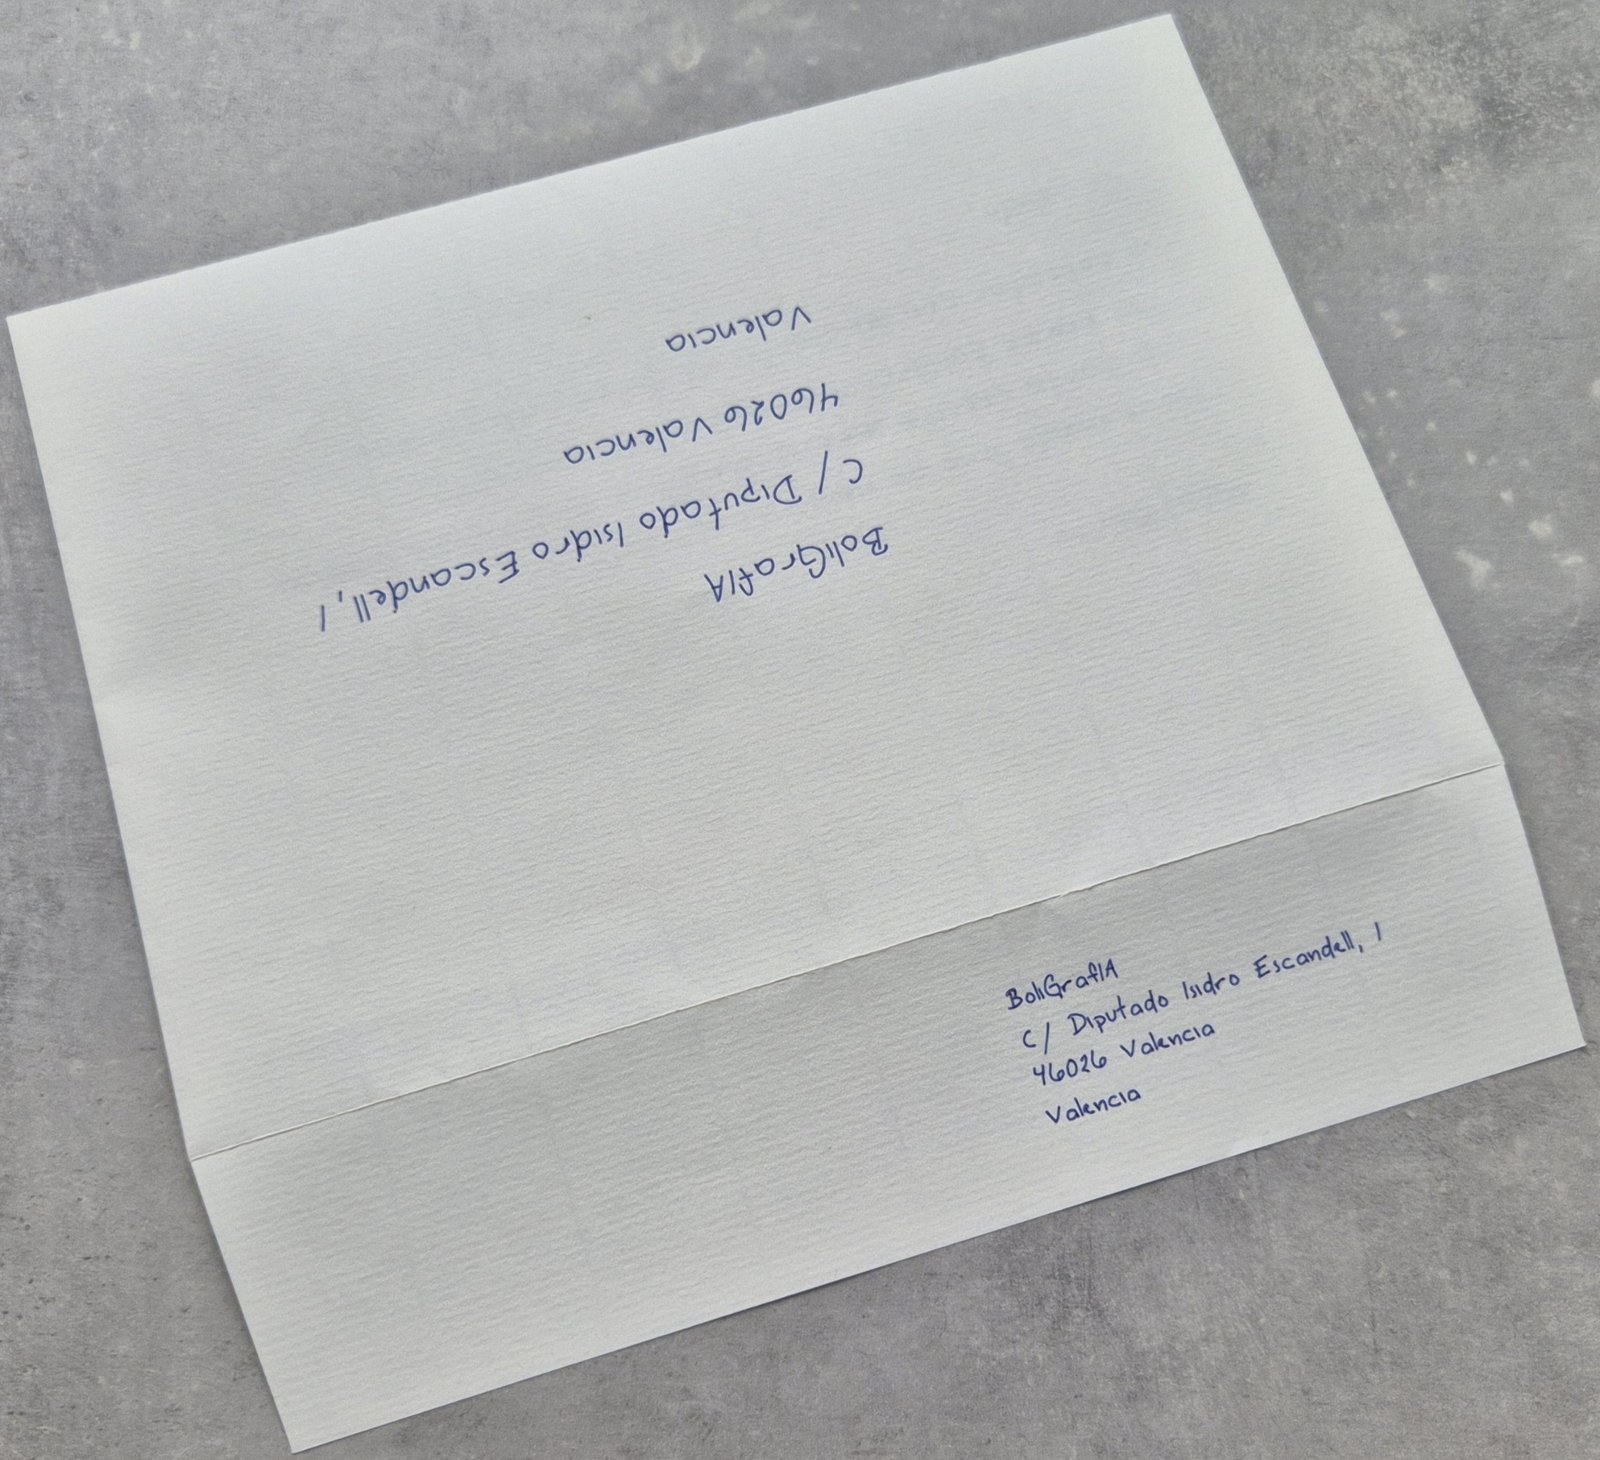 BoliGrafIA
C/ Diputado Isidro Escandell, 1
46026 Valencia
Valencia
BoliGrafIA
C/ Diputado Isidro Escandell, 1
46026 Valencia
Valencia